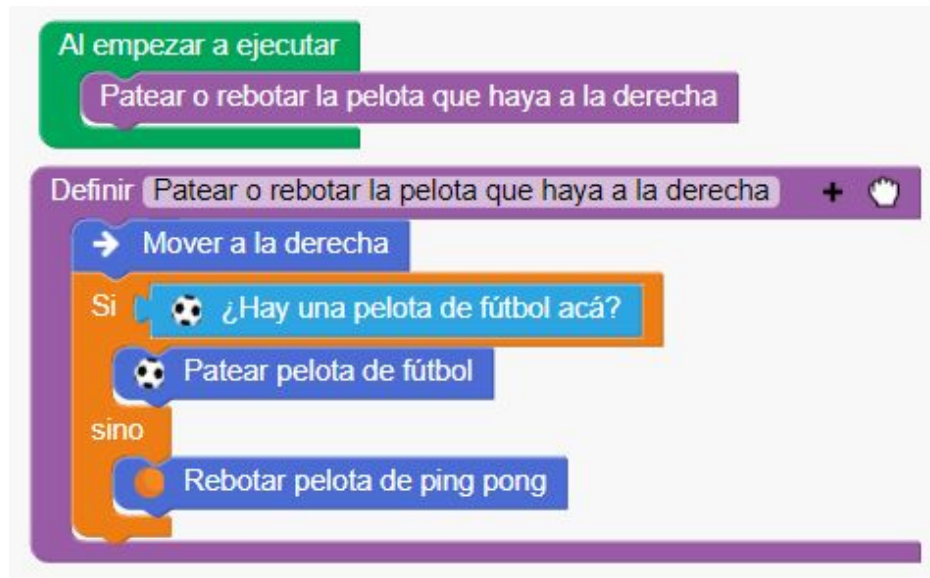 Al empezar a ejecutar
Patear o rebotar la pelota que haya a la derecha
Definir Patear o rebotar la pelota que haya a la derecha +
Mover a la derecha
Si ¿Hay una pelota de fútbol acá?
Patear pelota de fútbol
sino
Rebotar pelota de ping pong